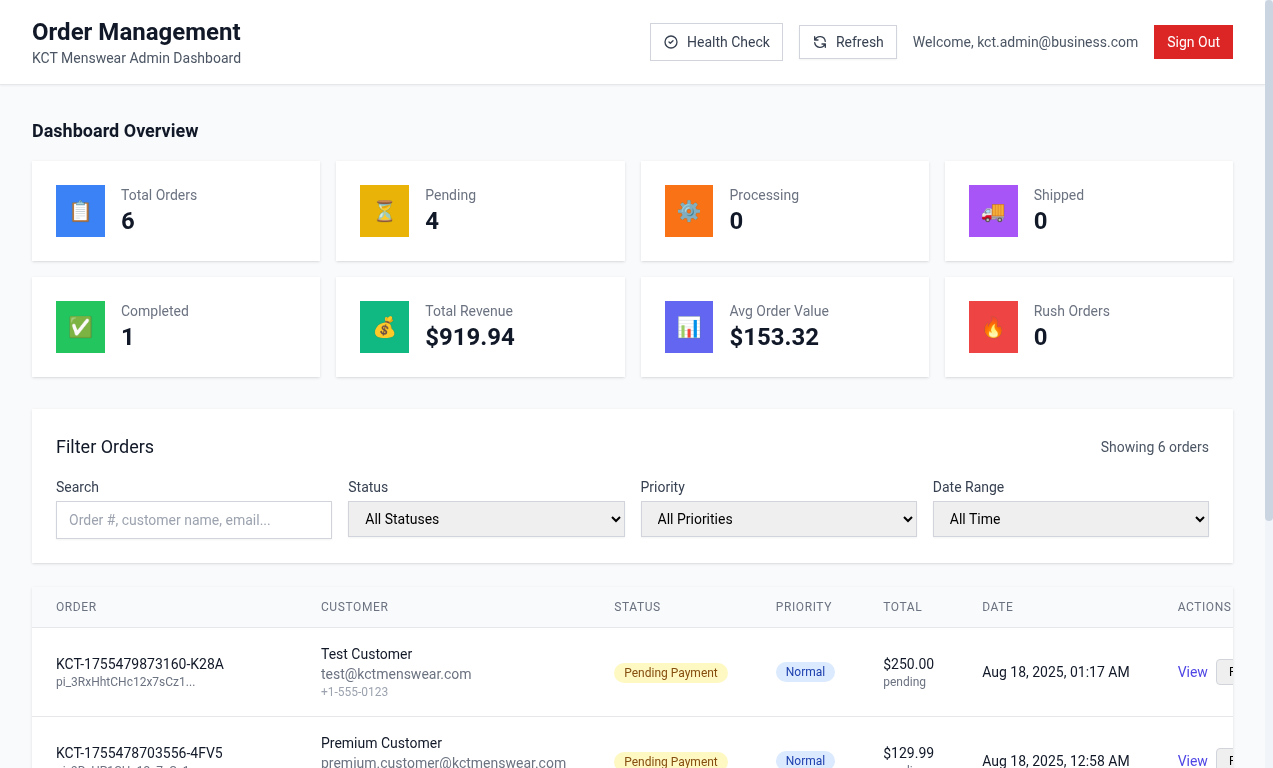 Order Management
KCT Menswear Admin Dashboard
Health Check
Refresh
Welcome, kct.admin@business.com
Sign Out
Dashboard Overview
Total Orders
6
Pending
4
Processing
0
Shipped
0
Completed
1
Total Revenue
$919.94
Avg Order Value
$153.32
Rush Orders
0
Filter Orders
Showing 6 orders
Search
Status
Priority
Date Range
Order #, customer name, email...
All Statuses
All Priorities
All Time
ORDER CUSTOMER STATUS PRIORITY TOTAL DATE ACTIONS
KCT-1755479873160-K28A
pi_3RxHhtCHc12x7sCz1...
Test Customer
test@kctmenswear.com
+1-555-0123
Pending Payment
Normal
$250.00
pending
Aug 18, 2025, 01:17 AM
View
KCT-1755478703556-4FV5
Premium Customer
premium.customer@kctmenswear.com
Pending Payment
Normal
$129.99
Aug 18, 2025, 12:58 AM
View